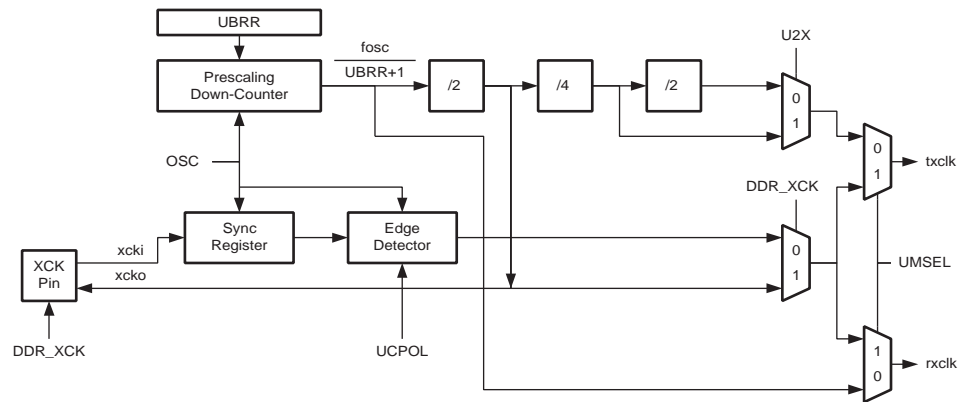 UBRR
fosc
U2X
UBRR+1
Prescaling
Down-Counter
/2
/4
/2
0
1
OSC
0
1
txclk
DDR_XCK
Sync
Register
Edge
Detector
0
1
xcki
XCK
Pin
xcko
UMSEL
DDR_XCK
UCPOL
1
0
rxclk